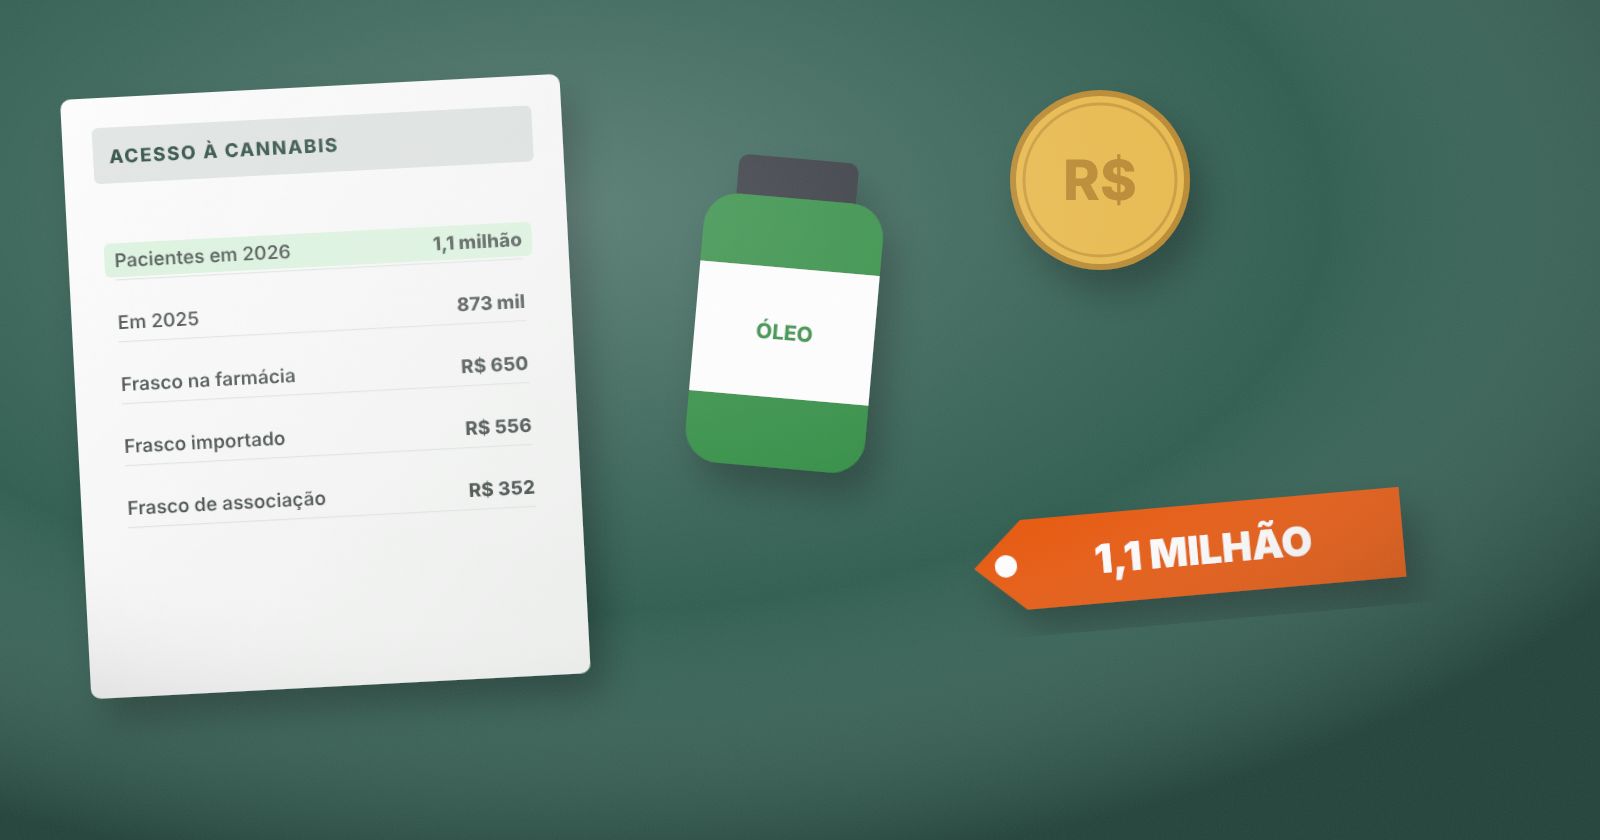 ACESSO À CANNABIS
Pacientes em 2026 1,1 milhão
Em 2025 873 mil
Frasco na farmácia R$ 650
Frasco importado R$ 556
Frasco de associação R$ 352
ÓLEO
R$
1,1 MILHÃO